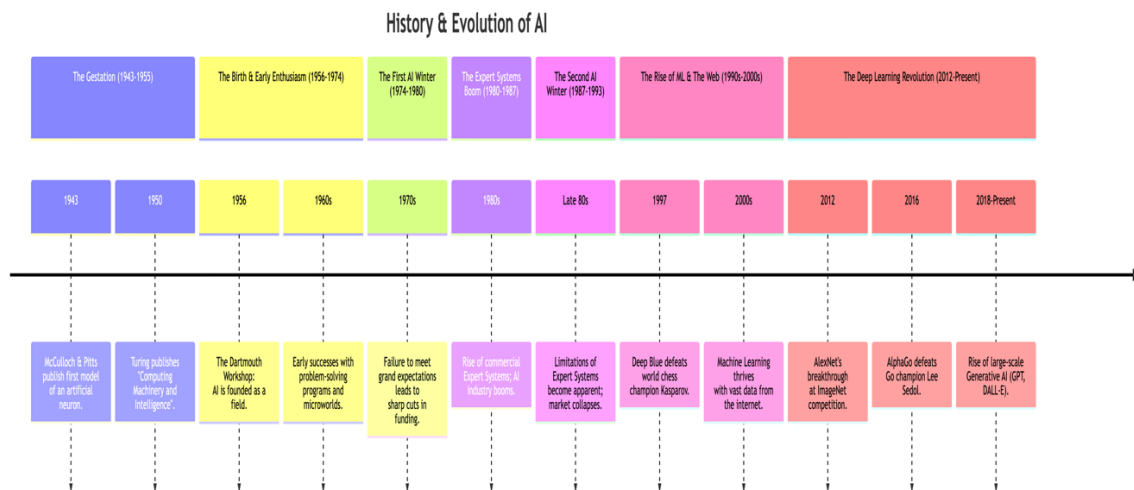 History & Evolution of AI
The Gestation (1943-1955)
The Birth & Early Enthusiasm (1956-1974)
The First AI Winter
(1974-1980)
The Expert Systems
Boom (1980-1987)
The Second AI
Winter (1987-1993)
The Rise of ML & The Web (1990s-2000s)
The Deep Learning Revolution (2012-Present)
1943
1950
1956
1960s
1970s
1980s
Late 80s
1997
2000s
2012
2016
2018-Present
McCulloch & Pitts
publish first model
of an artificial
neuron.
Turing publishes
"Computing
Machinery and
Intelligence".
The Dartmouth
Workshop:
AI is founded as a
field.
Early successes with
problem-solving
programs and
microworlds.
Failure to meet
grand expectations
leads to
sharp cuts in
funding.
Rise of commercial
Expert Systems; AI
industry booms.
Limitations of
Expert Systems
become apparent;
market collapses.
Deep Blue defeats
world chess
champion Kasparov.
Machine Learning
thrives
with vast data from
the internet.
AlexNet's
breakthrough
at ImageNet
competition.
AlphaGo defeats
Go champion Lee
Sedol.
Rise of large-scale
Generative AI (GPT,
DALL-E).